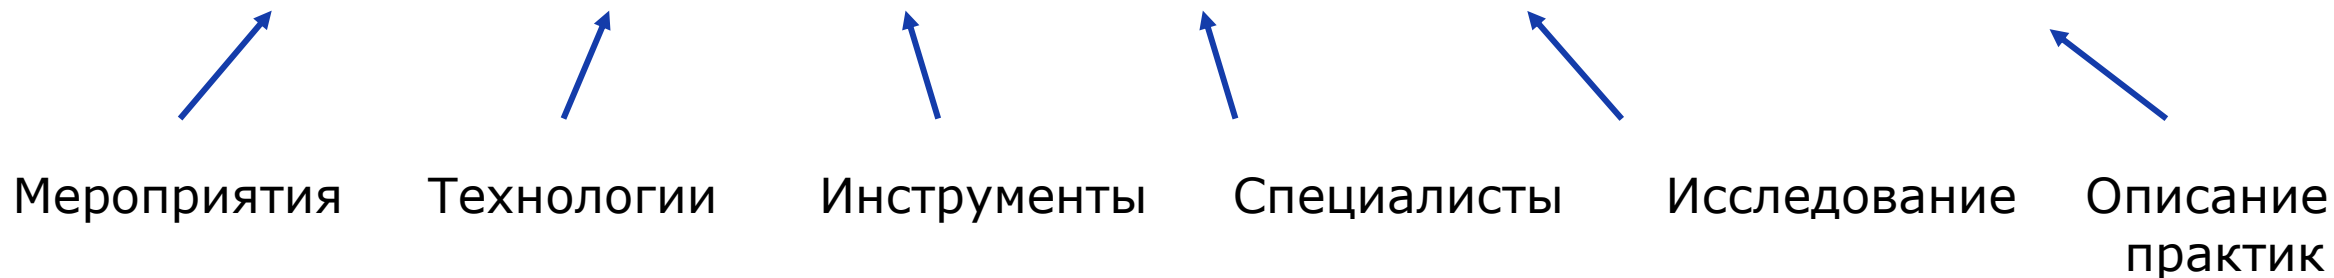 Мероприятия Технологии Инструменты Специалисты Исследование Описание
практик